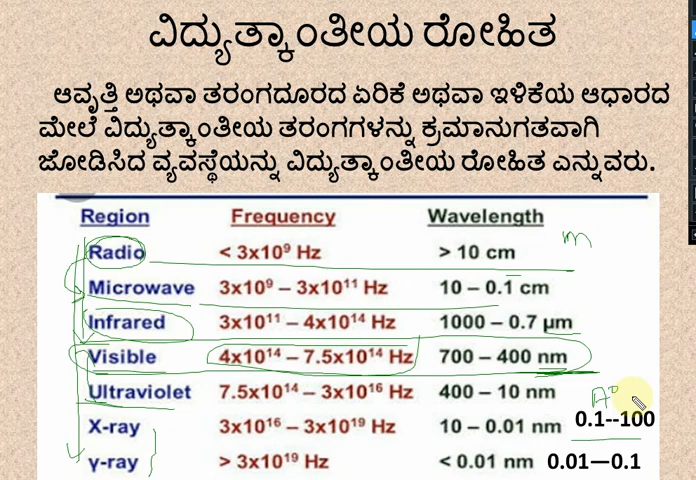 ವಿದ್ಯುತ್ಕಾಂತೀಯ ರೋಹಿತ
ಆವೃತ್ತಿ ಅಥವಾ ತರಂಗದೂರದ ಏರಿಕೆ ಅಥವಾ ಇಳಿಕೆಯ ಆಧಾರದ
ಮೇಲೆ ವಿದ್ಯುತ್ಕಾಂತೀಯ ತರಂಗಗಳನ್ನು ಕ್ರಮಾನುಗತವಾಗಿ
ಜೋಡಿಸಿದ ವ್ಯವಸ್ಥೆಯನ್ನು ವಿದ್ಯುತ್ಕಾಂತೀಯ ರೋಹಿತ ಎನ್ನುವರು.
Region Frequency Wavelength
Radio < 3x10⁹ Hz > 10 cm m
Microwave 3x10⁹ – 3x10¹¹ Hz 10 – 0.1 cm
Infrared 3x10¹¹ – 4x10¹⁴ Hz 1000 – 0.7 µm
Visible 4x10¹⁴ – 7.5x10¹⁴ Hz 700 – 400 nm
Ultraviolet 7.5x10¹⁴ – 3x10¹⁶ Hz 400 – 10 nm A°
X-ray 3x10¹⁶ – 3x10¹⁹ Hz 10 – 0.01 nm 0.1--100
γ-ray > 3x10¹⁹ Hz < 0.01 nm 0.01—0.1